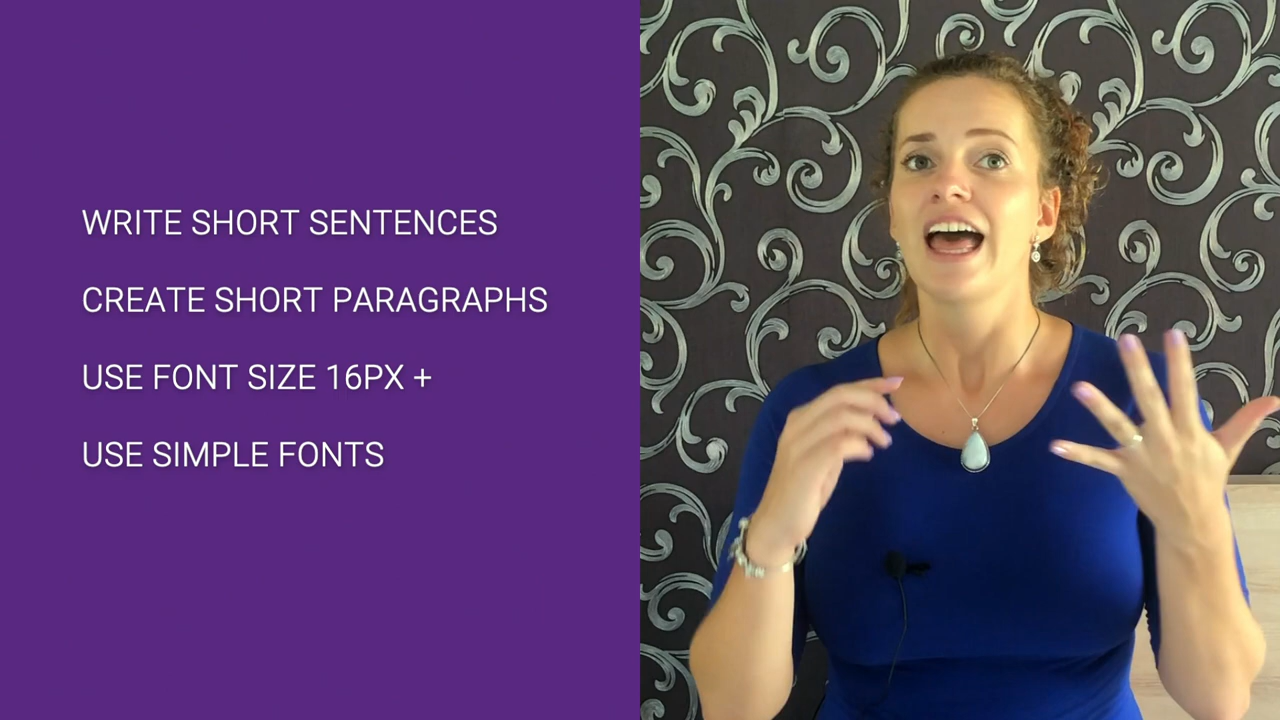 WRITE SHORT SENTENCES
CREATE SHORT PARAGRAPHS
USE FONT SIZE 16PX +
USE SIMPLE FONTS